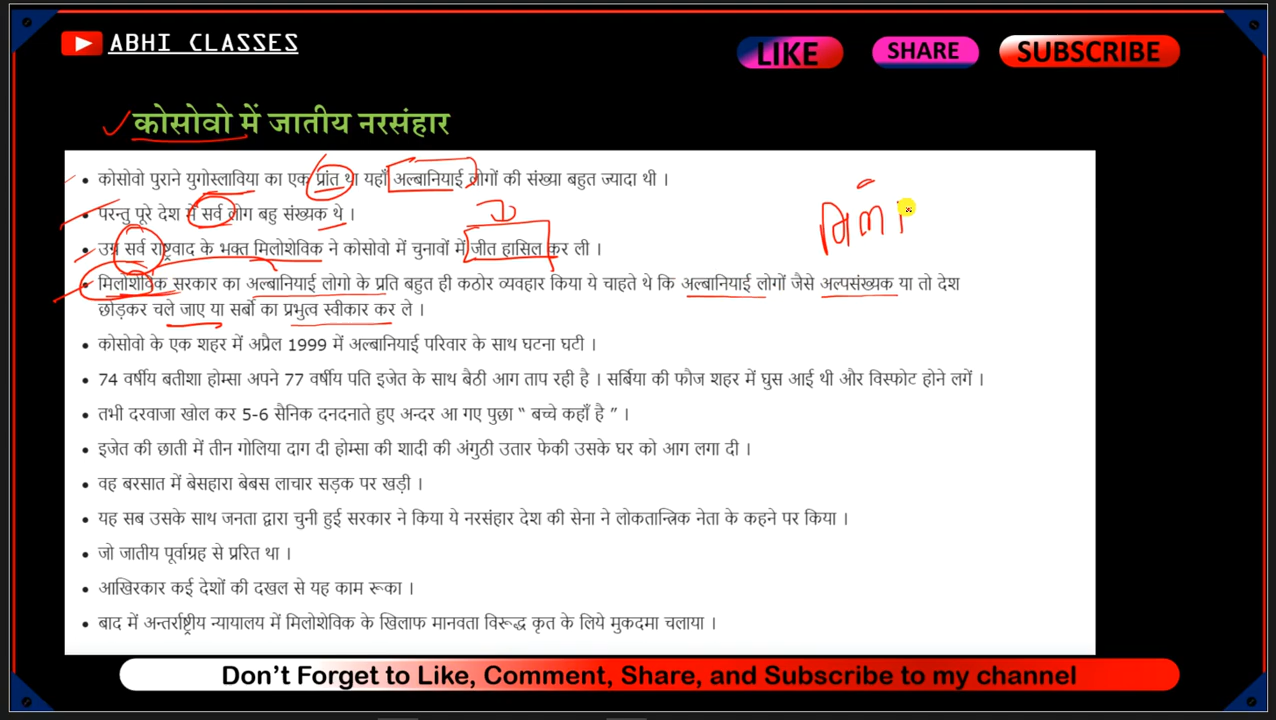 ABHI CLASSES
LIKE
SHARE
SUBSCRIBE
कोसोवो में जातीय नरसंहार
• कोसोवो पुराने युगोस्लाविया का एक प्रांत था यहाँ अल्बानियाई लोगों की संख्या बहुत ज्यादा थी ।
• परन्तु पूरे देश में सर्व लोग बहु संख्यक थे ।
• उग्र सर्व राष्ट्रवाद के भक्त मिलोशेविक ने कोसोवो में चुनावों में जीत हासिल कर ली ।
• मिलोशेविक सरकार का अल्बानियाई लोगो के प्रति बहुत ही कठोर व्यवहार किया ये चाहते थे कि अल्बानियाई लोगों जैसे अल्पसंख्यक या तो देश
छोड़कर चले जाए या सर्बो का प्रभुत्व स्वीकार कर ले ।
• कोसोवो के एक शहर में अप्रैल 1999 में अल्बानियाई परिवार के साथ घटना घटी ।
• 74 वर्षीय बतीशा होम्सा अपने 77 वर्षीय पति इजेत के साथ बैठी आग ताप रही है । सर्बिया की फौज शहर में घुस आई थी और विस्फोट होने लगें ।
• तभी दरवाजा खोल कर 5-6 सैनिक दनदनाते हुए अन्दर आ गए पुछा “ बच्चे कहाँ है ” ।
• इजेत की छाती में तीन गोलिया दाग दी होम्सा की शादी की अंगुठी उतार फेकी उसके घर को आग लगा दी ।
• वह बरसात में बेसहारा बेबस लाचार सड़क पर खड़ी ।
• यह सब उसके साथ जनता द्वारा चुनी हुई सरकार ने किया ये नरसंहार देश की सेना ने लोकतान्त्रिक नेता के कहने पर किया ।
• जो जातीय पूर्वाग्रह से प्ररित था ।
• आखिरकार कई देशों की दखल से यह काम रूका ।
• बाद में अन्तर्राष्ट्रीय न्यायालय में मिलोशेविक के खिलाफ मानवता विरूद्ध कृत के लिये मुकदमा चलाया ।
Don’t Forget to Like, Comment, Share, and Subscribe to my channel